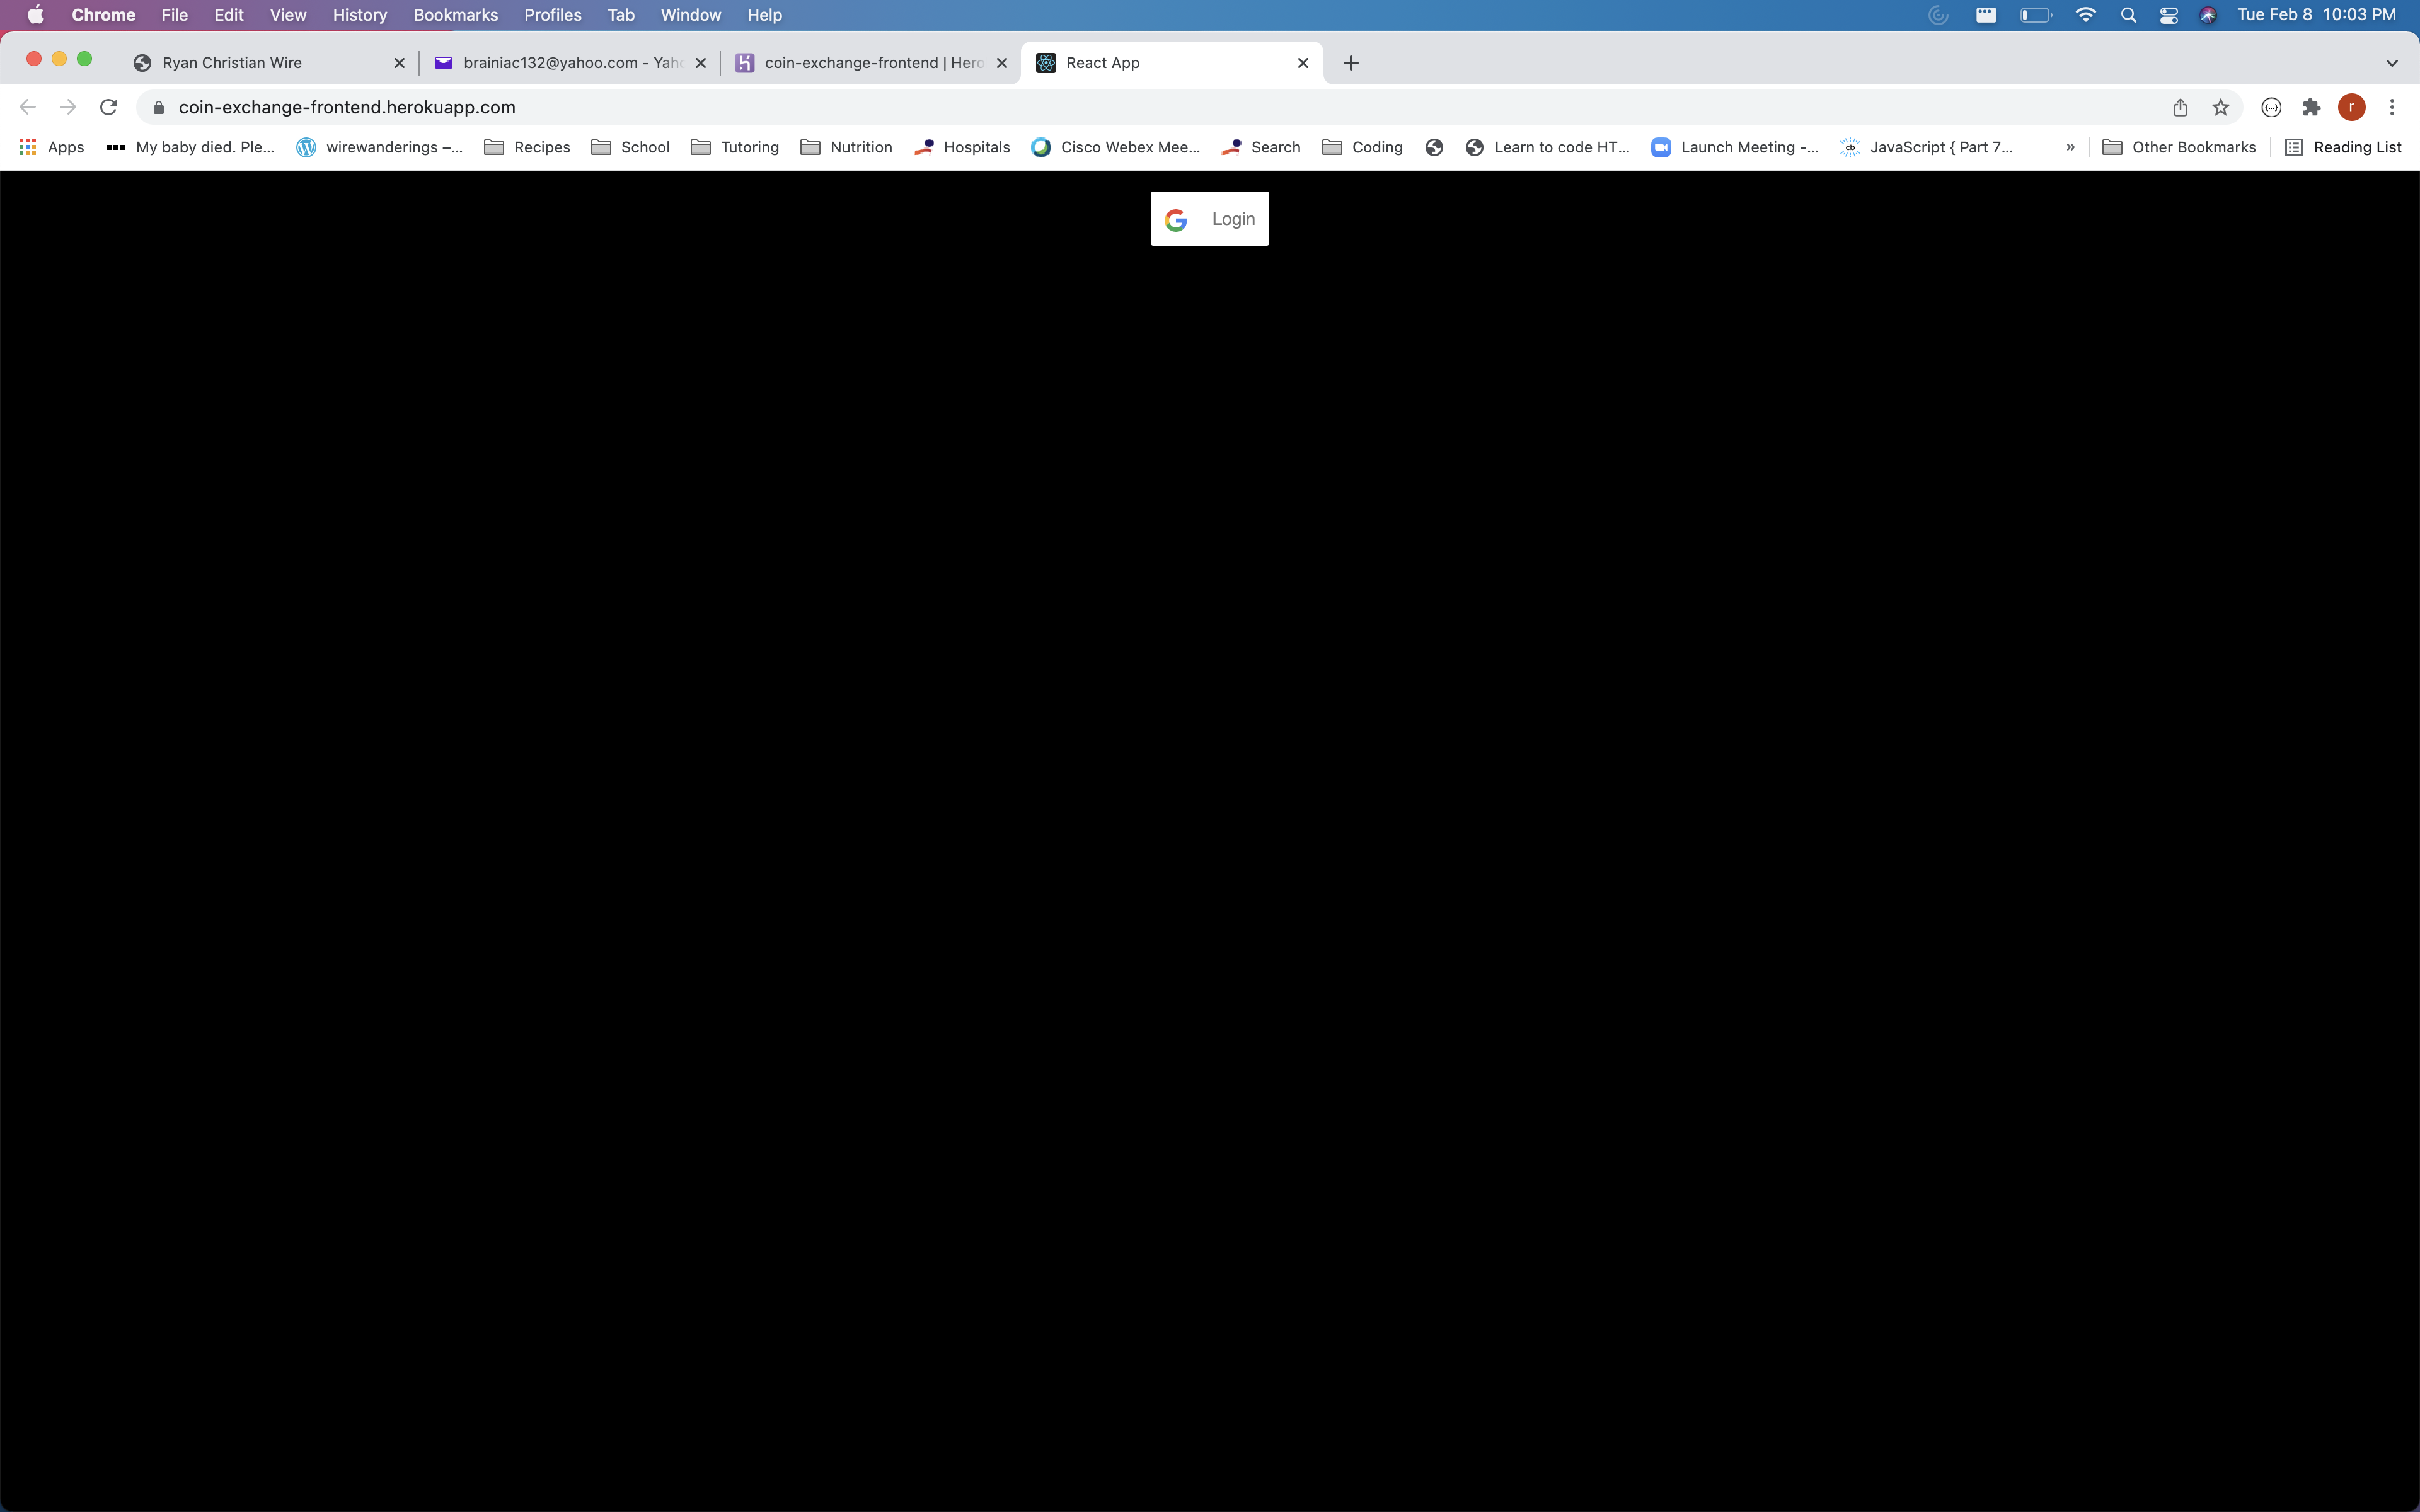 Chrome File Edit View History Bookmarks Profiles Tab Window Help Tue Feb 8 10:03 PM
Ryan Christian Wire brainiac132@yahoo.com - Yah coin-exchange-frontend | Hero React App
coin-exchange-frontend.herokuapp.com r
Apps My baby died. Ple... wirewanderings –... Recipes School Tutoring Nutrition Hospitals Cisco Webex Mee... Search Coding Learn to code HT... Launch Meeting -... cb JavaScript { Part 7... » Other Bookmarks Reading List
Login